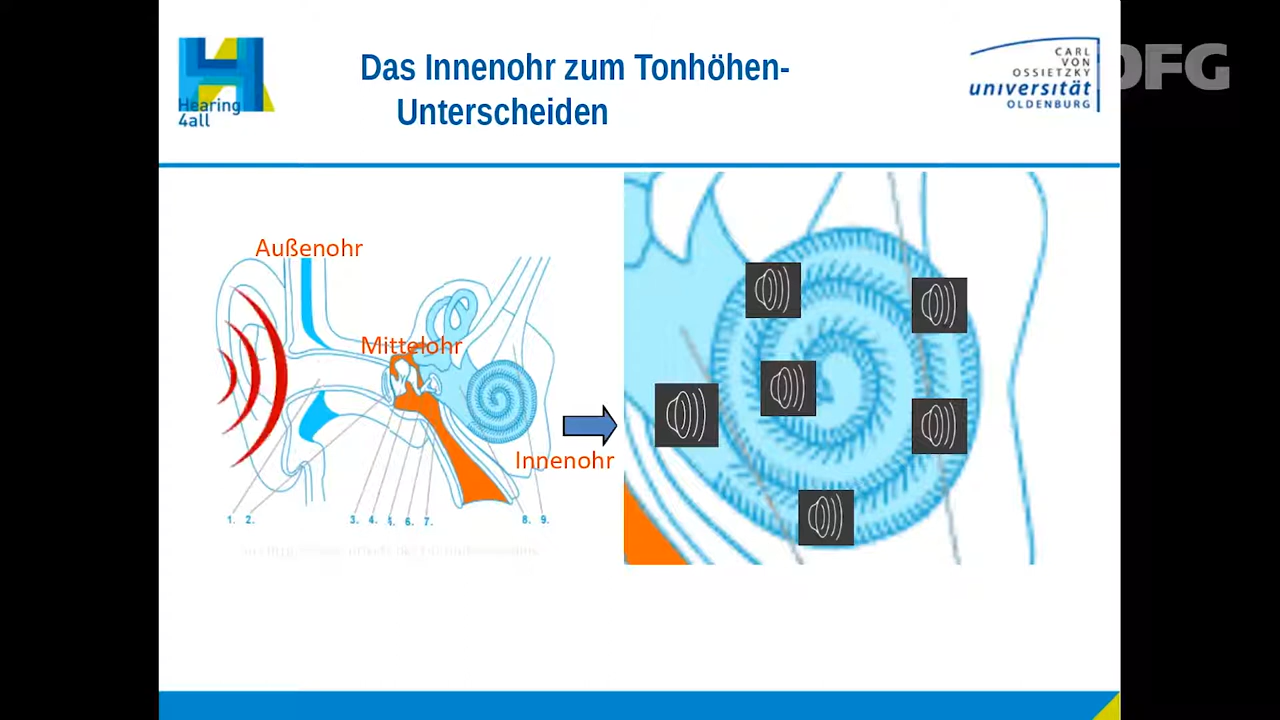 Das Innenohr zum Tonhöhen-
Unterscheiden
Hearing
4all
CARL
VON
OSSIETZKY
universität
OLDENBURG
DFG
Außenohr
Mittelohr
Innenohr
1. 2. 3. 4. 6. 7. 8. 9.